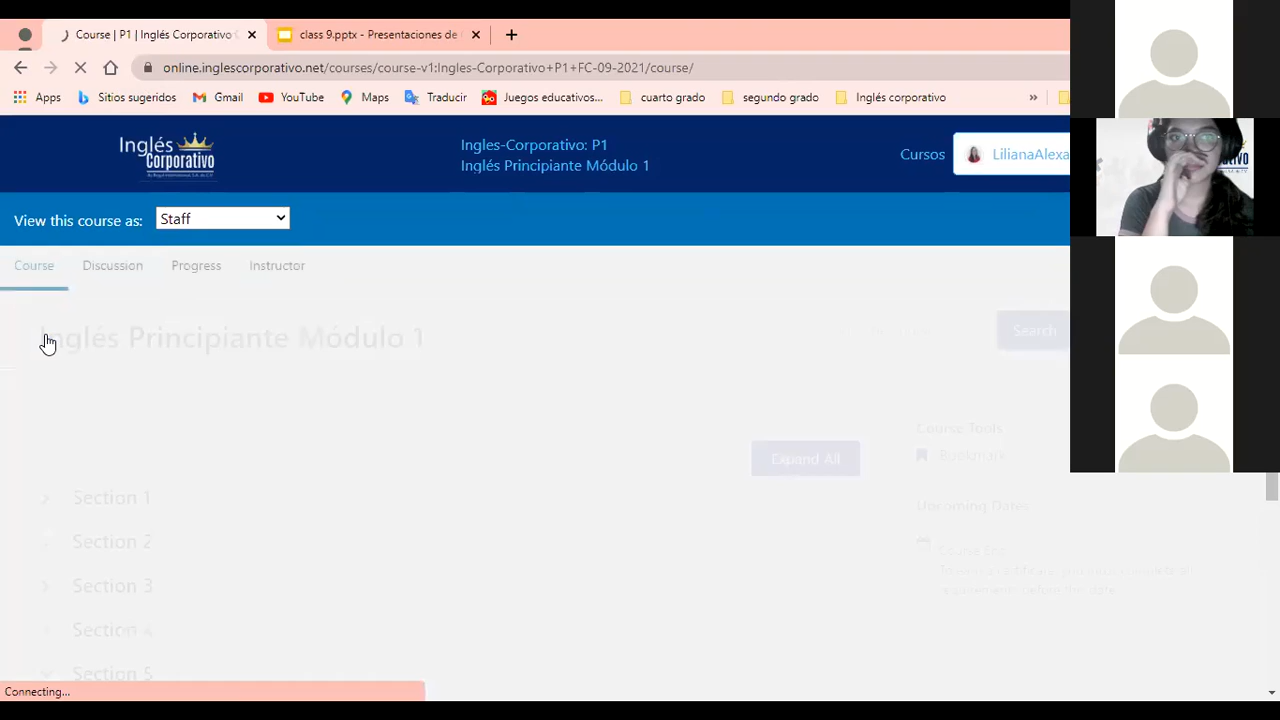 Course | P1 | Inglés Corporativo
class 9.pptx - Presentaciones de
online.inglescorporativo.net/courses/course-v1:Ingles-Corporativo+P1+FC-09-2021/course/
Apps Sitios sugeridos Gmail YouTube Maps Traducir Juegos educativos... cuarto grado segundo grado Inglés corporativo »
Inglés
Corporativo
Ingles-Corporativo: P1
Inglés Principiante Módulo 1
Cursos
LilianaAlexa
View this course as: Staff
Course Discussion Progress Instructor
Inglés Principiante Módulo 1
Search
Course Tools
Bookmarks
Expand All
Section 1
Upcoming Dates
Section 2
Course End
Section 3
Section 4
Section 5
Connecting...